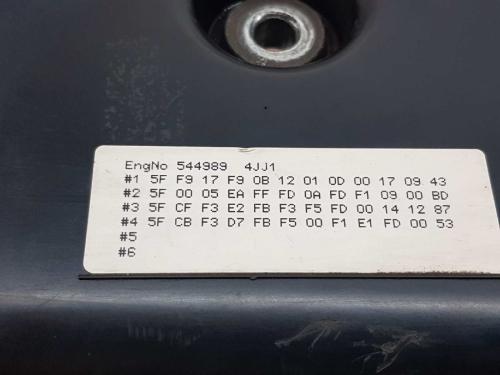 EngNo 544989 4JJ1
#1 5F F9 17 F9 0B 12 01 0D 00 17 09 43
#2 5F 00 05 EA FF FD 0A FD F1 09 00 BD
#3 5F CF F3 E2 FB F3 F5 FD 00 14 12 87
#4 5F CB F3 D7 FB F5 00 F1 E1 FD 00 53
#5
#6